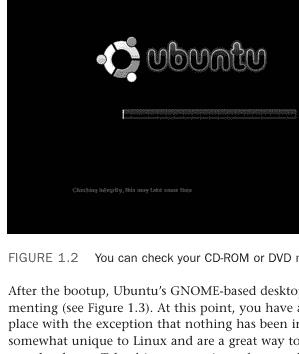 ubuntu
Checking integrity, this may take some time
FIGURE 1.2 You can check your CD-ROM or DVD
After the bootup, Ubuntu's GNOME-based
menting (see Figure 1.3). At this point, you have a
place with the exception that nothing has been
somewhat unique to Linux and are a great way to